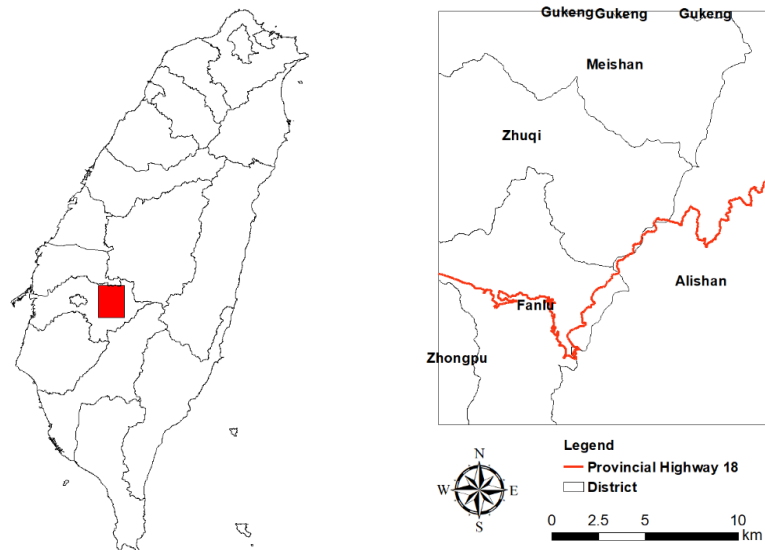 Gukeng Gukeng Gukeng
Meishan
Zhuqi
Alishan
Fanlu
Zhongpu
Legend
Provincial Highway 18
District
N
W E
S
0 2.5 5 10
km